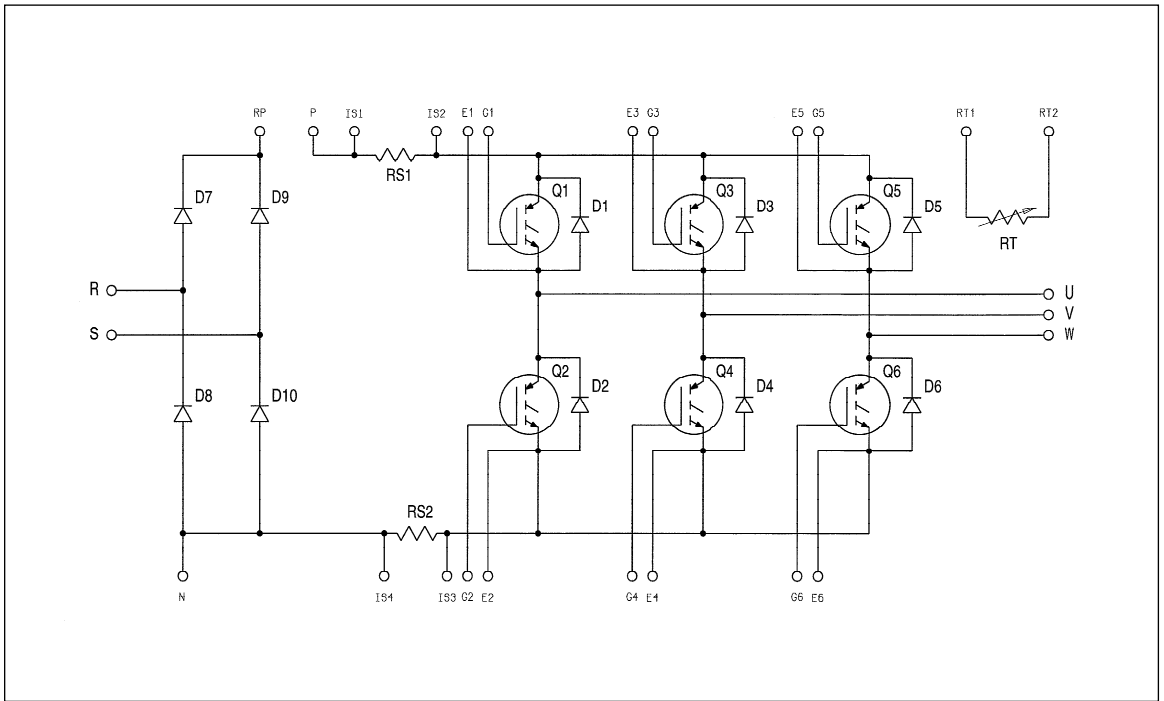 RP P IS1 IS2 E1 G1 E3 G3 E5 G5 RT1 RT2
RS1
D7 D9 Q1 D1 Q3 D3 Q5 D5
RT
R U
V
S W
Q2 D2 Q4 D4 Q6 D6
D8 D10
RS2
N IS4 IS3 G2 E2 G4 E4 G6 E6